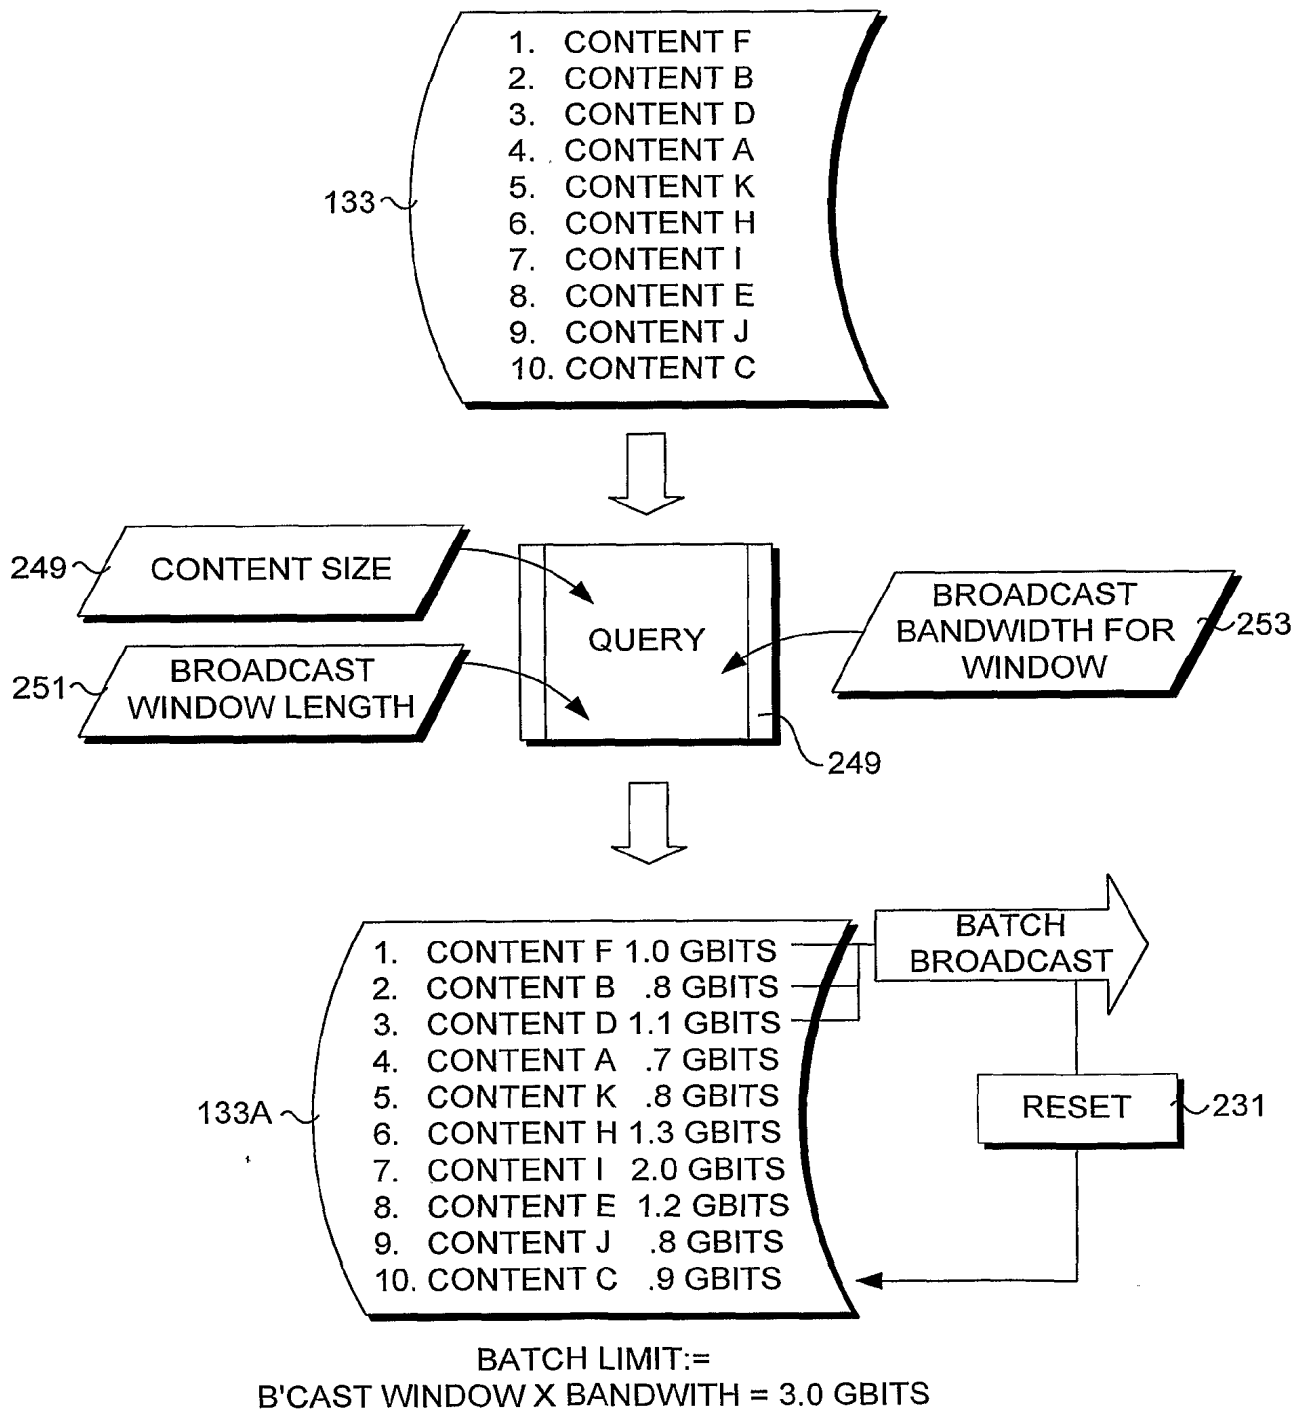 1. CONTENT F
2. CONTENT B
3. CONTENT D
4. CONTENT A
5. CONTENT K
6. CONTENT H
7. CONTENT I
8. CONTENT E
9. CONTENT J
10. CONTENT C
133
249
CONTENT SIZE
251
BROADCAST
WINDOW LENGTH
QUERY
BROADCAST
BANDWIDTH FOR
WINDOW
253
249
1. CONTENT F 1.0 GBITS
2. CONTENT B .8 GBITS
3. CONTENT D 1.1 GBITS
4. CONTENT A .7 GBITS
5. CONTENT K .8 GBITS
6. CONTENT H 1.3 GBITS
7. CONTENT I 2.0 GBITS
8. CONTENT E 1.2 GBITS
9. CONTENT J .8 GBITS
10. CONTENT C .9 GBITS
133A
BATCH
BROADCAST
RESET
231
BATCH LIMIT:=
B'CAST WINDOW X BANDWITH = 3.0 GBITS